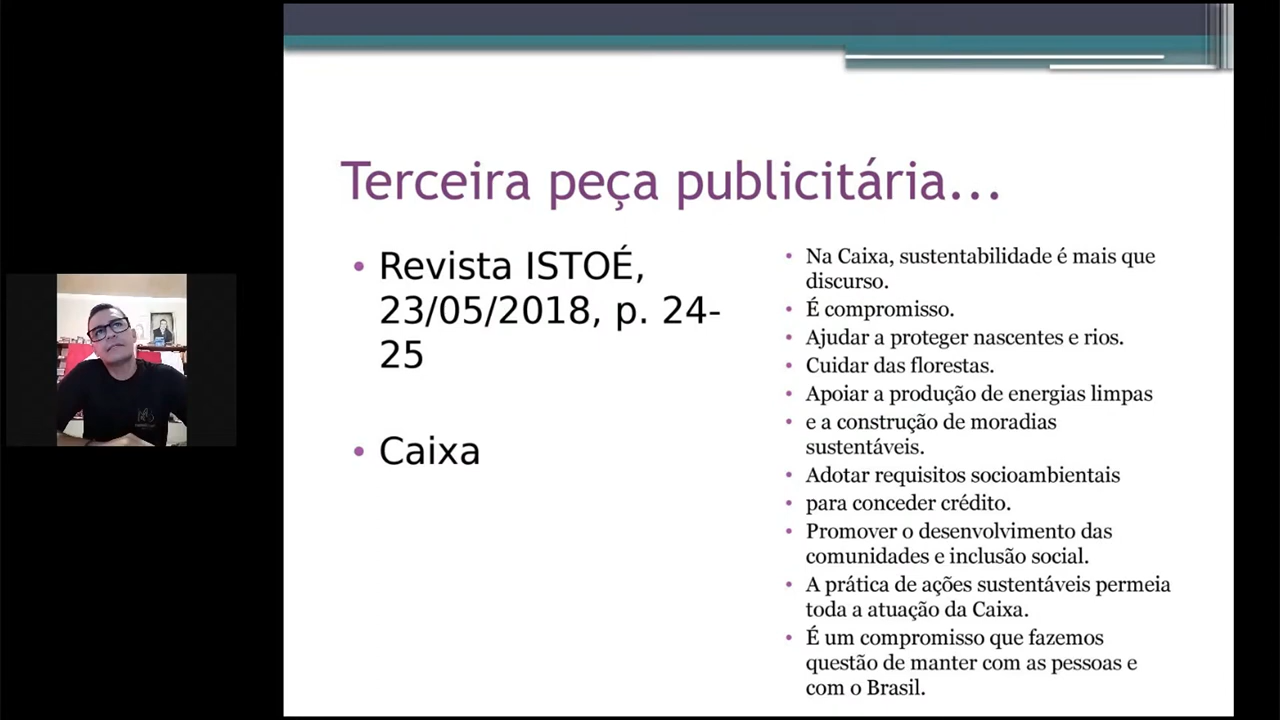 Terceira peça publicitária...
• Revista ISTOÉ,
23/05/2018, p. 24-
25
• Caixa
• Na Caixa, sustentabilidade é mais que
discurso.
• É compromisso.
• Ajudar a proteger nascentes e rios.
• Cuidar das florestas.
• Apoiar a produção de energias limpas
• e a construção de moradias
sustentáveis.
• Adotar requisitos socioambientais
• para conceder crédito.
• Promover o desenvolvimento das
comunidades e inclusão social.
• A prática de ações sustentáveis permeia
toda a atuação da Caixa.
• É um compromisso que fazemos
questão de manter com as pessoas e
com o Brasil.